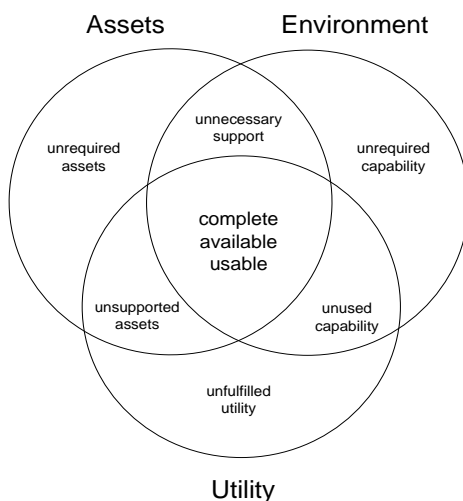 Assets
Environment
unnecessary
support
unrequired
assets
unrequired
capability
complete
available
usable
unsupported
assets
unused
capability
unfulfilled
utility
Utility